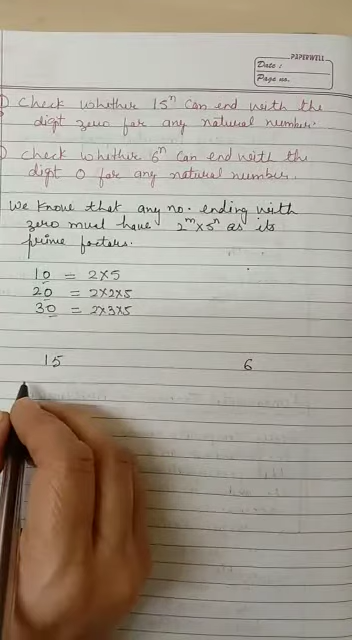 PAPERWELL
Date :
Page no.
Check whether 15ⁿ can end with the
digit zero for any natural number.
Check whether 6ⁿ can end with the
digit 0 for any natural number.
We know that any no. ending with
zero must have 2ᵐ×5ⁿ as its
prime factors.
10 = 2×5
20 = 2×2×5
30 = 2×3×5
15 6